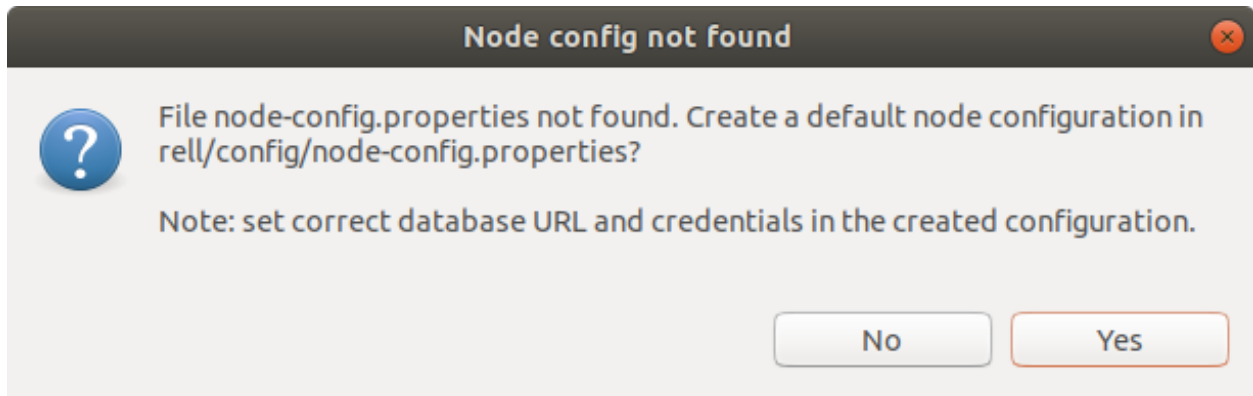 Node config not found
File node-config.properties not found. Create a default node configuration in
rell/config/node-config.properties?
Note: set correct database URL and credentials in the created configuration.
No
Yes